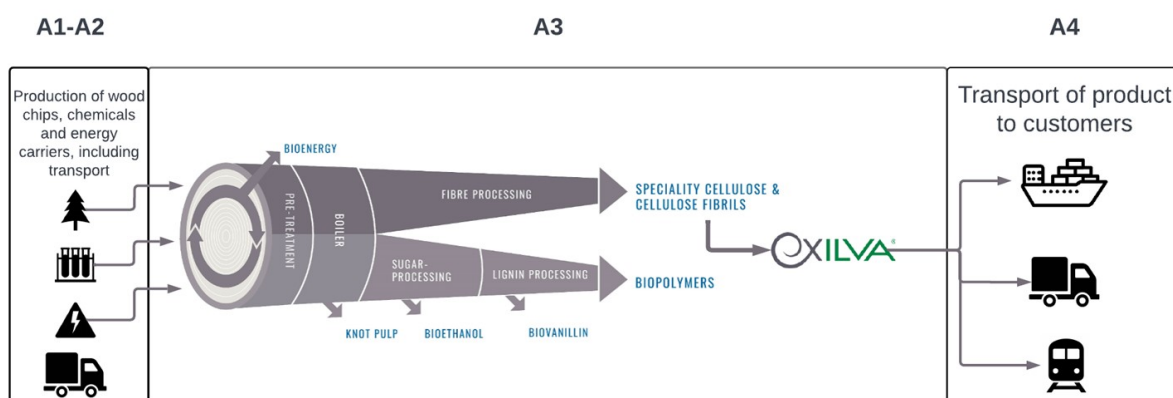 A1-A2
A3
A4
Production of wood
chips, chemicals
and energy
carriers, including
transport
BIOENERGY
PRE-TREATMENT
BOILER
FIBRE PROCESSING
SUGAR-
PROCESSING
LIGNIN PROCESSING
KNOT PULP
BIOETHANOL
BIOVANILLIN
SPECIALITY CELLULOSE &
CELLULOSE FIBRILS
BIOPOLYMERS
EXILVA®
Transport of product
to customers